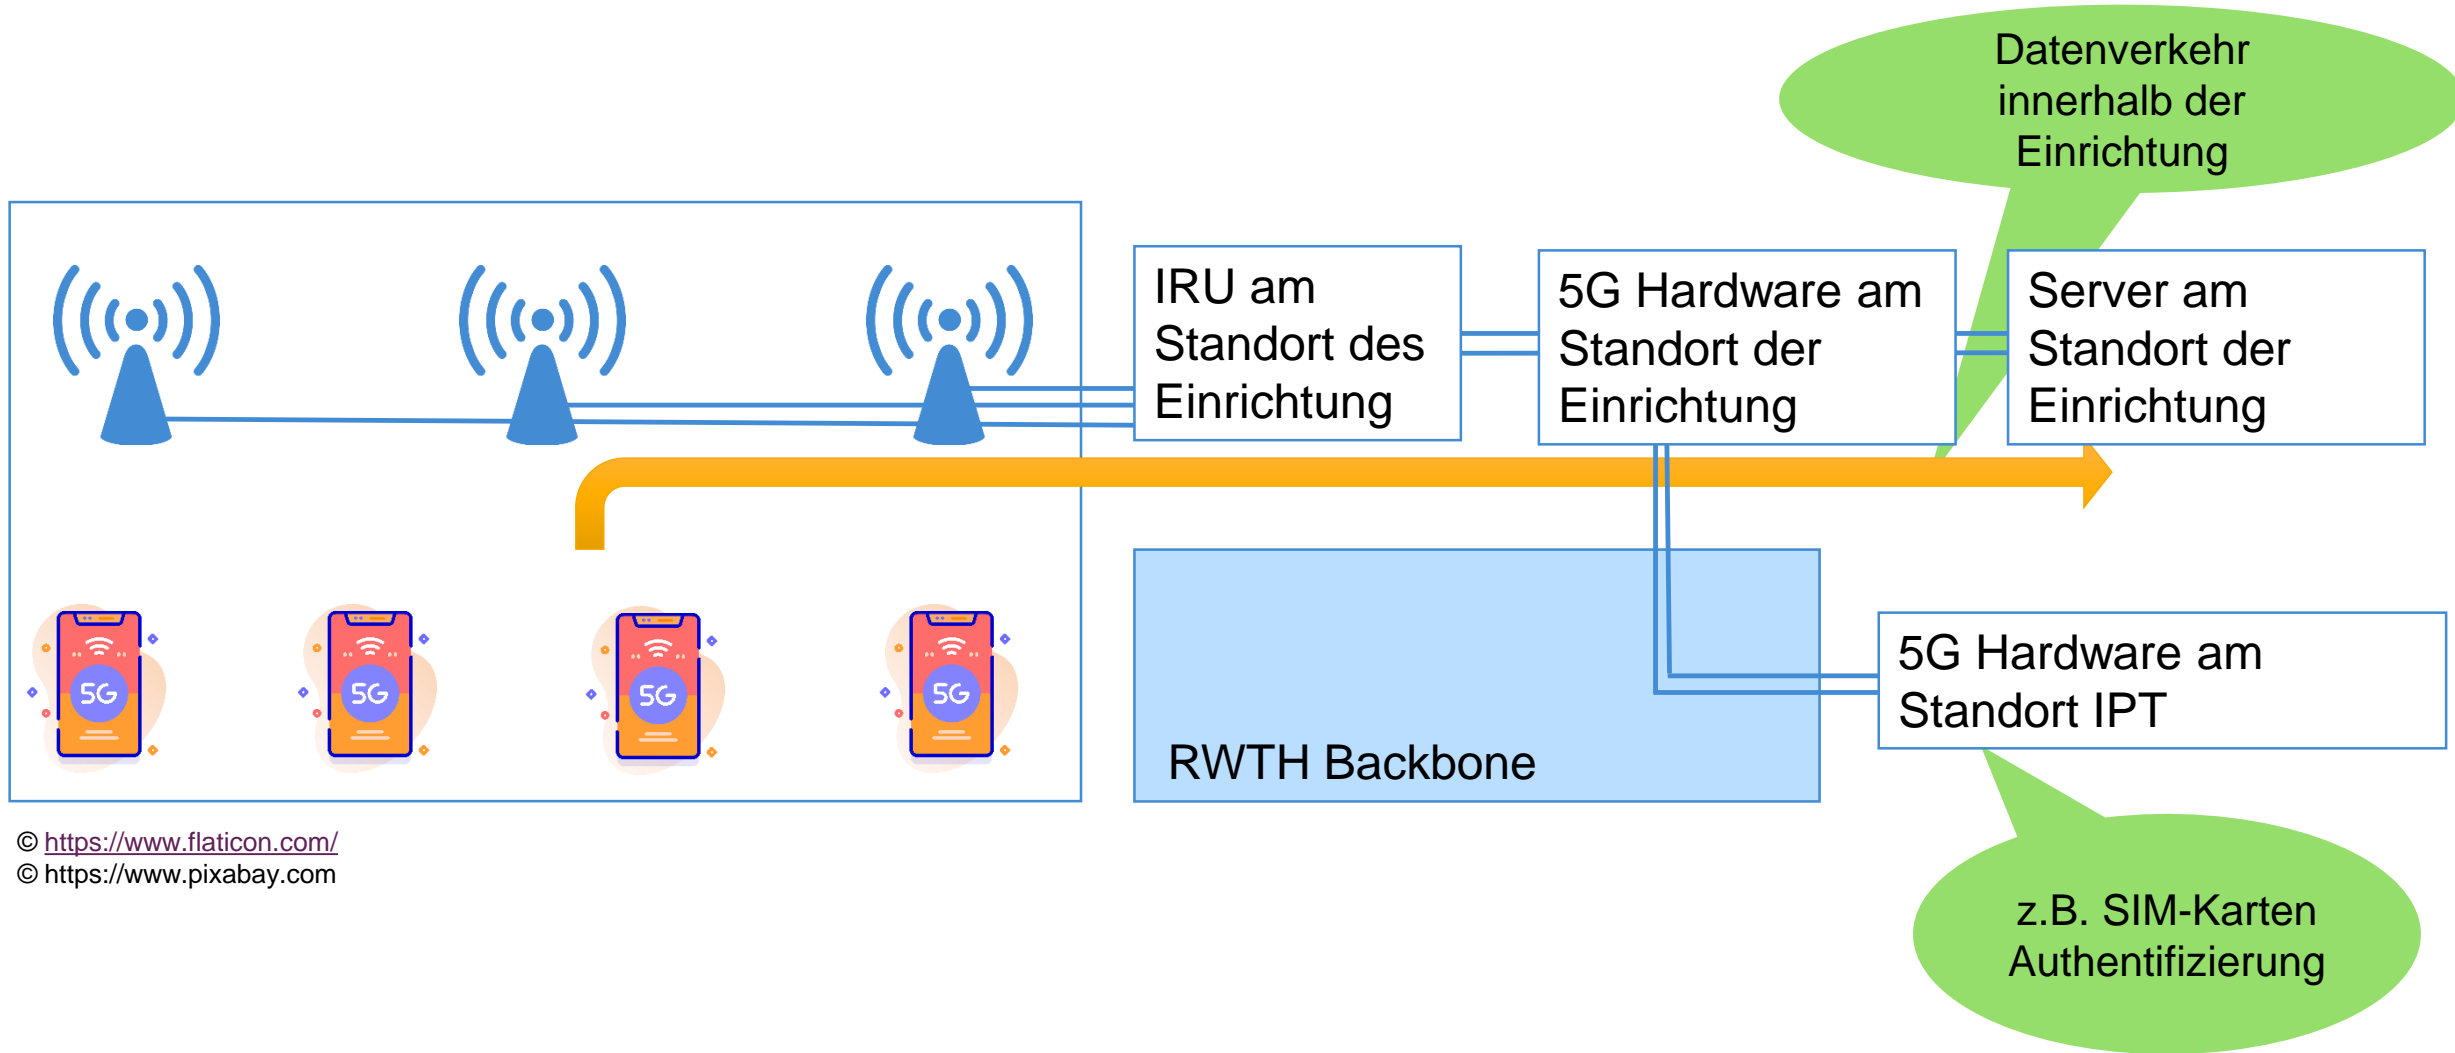 Datenverkehr
innerhalb der
Einrichtung
IRU am
Standort des
Einrichtung
5G Hardware am
Standort der
Einrichtung
Server am
Standort der
Einrichtung
5G
5G
5G
5G
RWTH Backbone
5G Hardware am
Standort IPT
z.B. SIM-Karten
Authentifizierung
© https://www.flaticon.com/
© https://www.pixabay.com